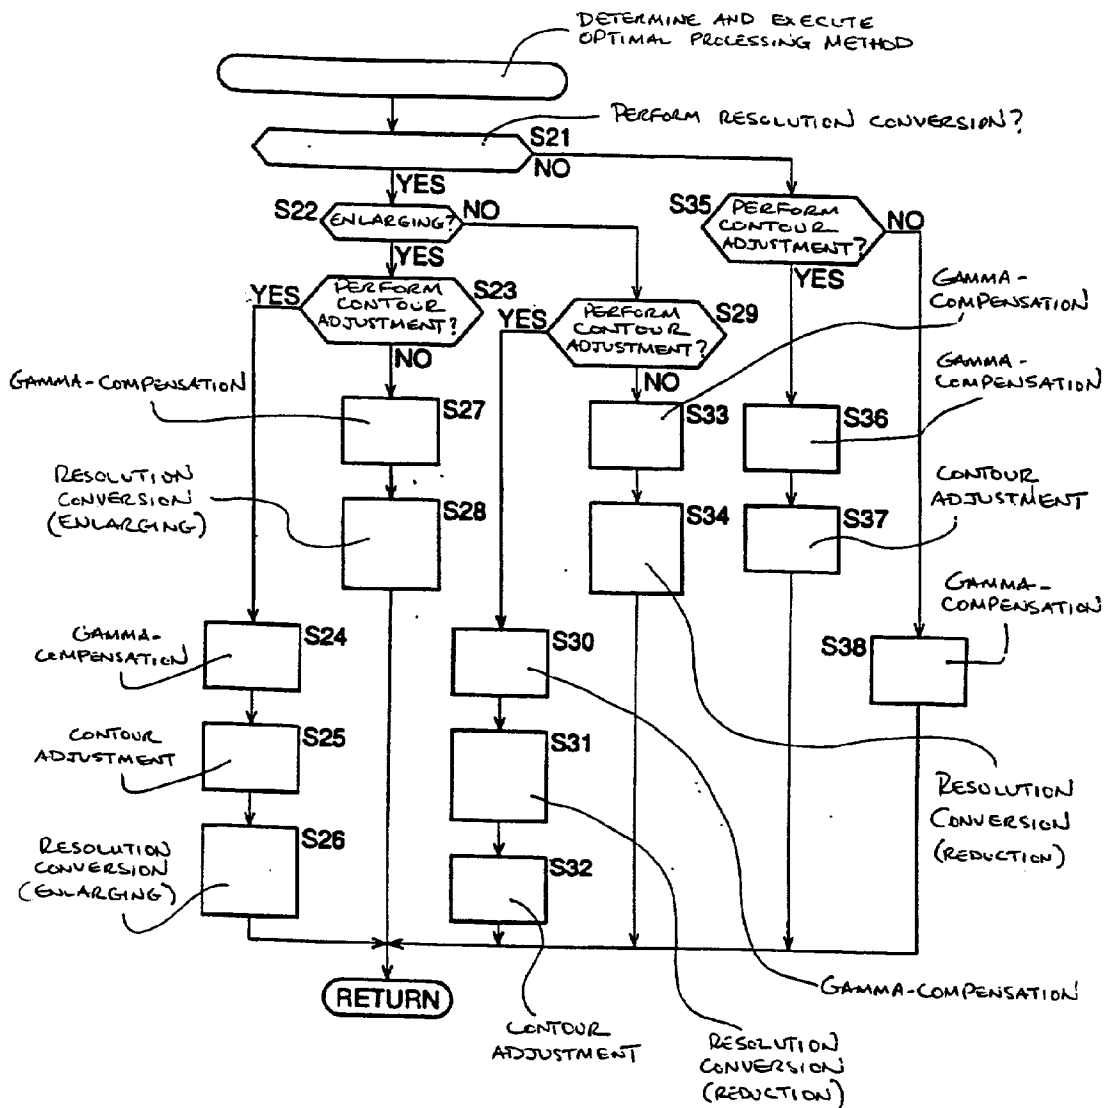 DETERMINE AND EXECUTE
OPTIMAL PROCESSING METHOD
PERFORM RESOLUTION CONVERSION?
S21
NO
YES
S22
ENLARGING?
NO
YES
S35
PERFORM
CONTOUR
ADJUSTMENT?
NO
YES
YES
PERFORM
CONTOUR
ADJUSTMENT?
S23
NO
YES
PERFORM
CONTOUR
ADJUSTMENT?
S29
NO
GAMMA-
COMPENSATION
GAMMA-COMPENSATION
S27
S33
S36
GAMMA-
COMPENSATION
RESOLUTION
CONVERSION
(ENLARGING)
S28
S34
S37
CONTOUR
ADJUSTMENT
GAMMA-
COMPENSATION
S24
S30
S38
GAMMA-
COMPENSATION
CONTOUR
ADJUSTMENT
S25
S31
RESOLUTION
CONVERSION
(REDUCTION)
RESOLUTION
CONVERSION
(ENLARGING)
S26
S32
RETURN
GAMMA-COMPENSATION
CONTOUR
ADJUSTMENT
RESOLUTION
CONVERSION
(REDUCTION)